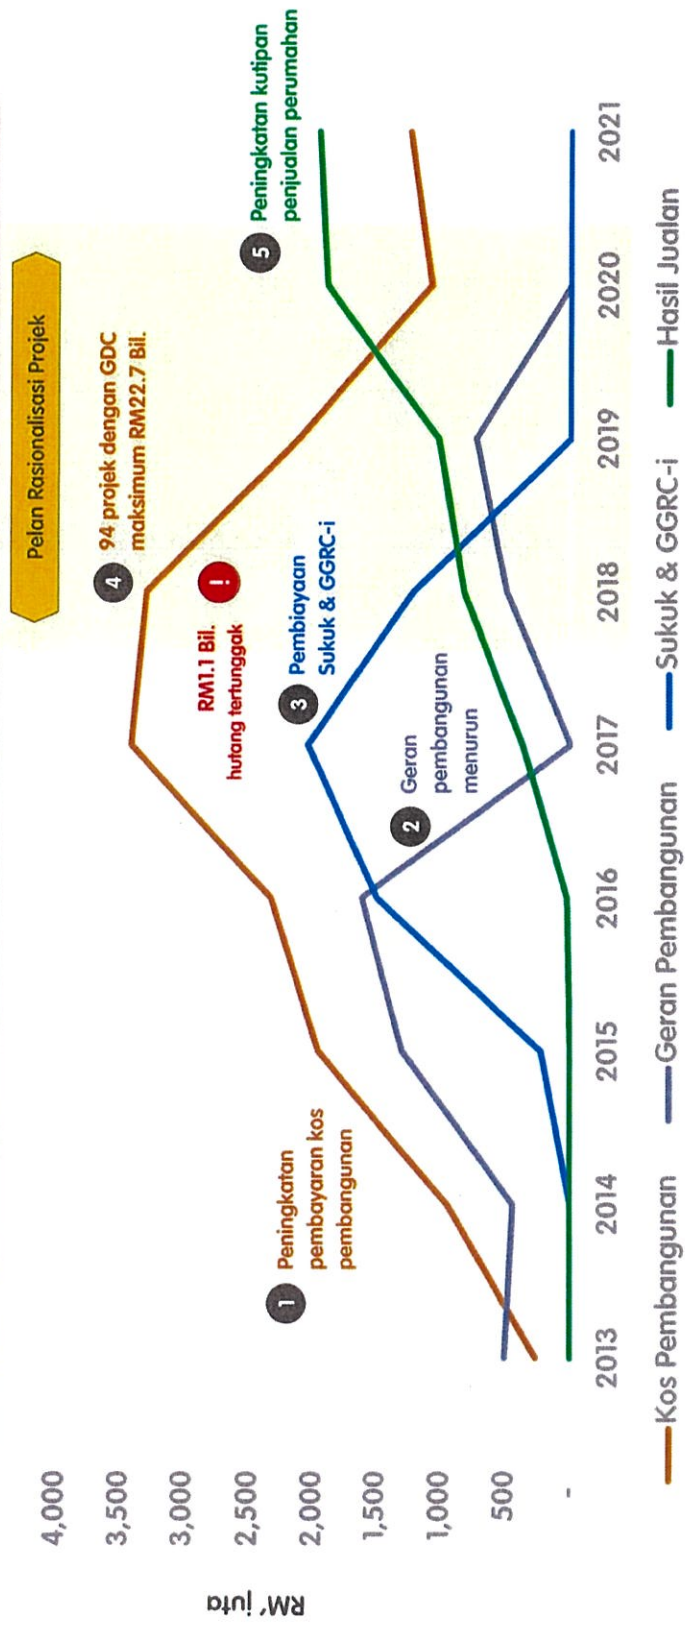 Pelan Rasionalisasi Projek
RM' juta
4,000
3,500
3,000
2,500
2,000
1,500
1,000
500
-
1
Peningkatan
pembayaran kos
pembangunan
2
Geran
pembangunan
menurun
3
Pembiayaan
Sukuk & GGRC-i
RM1.1 Bil.
hutang tertunggak
!
4
94 projek dengan GDC
maksimum RM22.7 Bil.
5
Peningkatan kutipan
penjualan perumahan
2013 2014 2015 2016 2017 2018 2019 2020 2021
Kos Pembangunan Geran Pembangunan Sukuk & GGRC-i Hasil Jualan